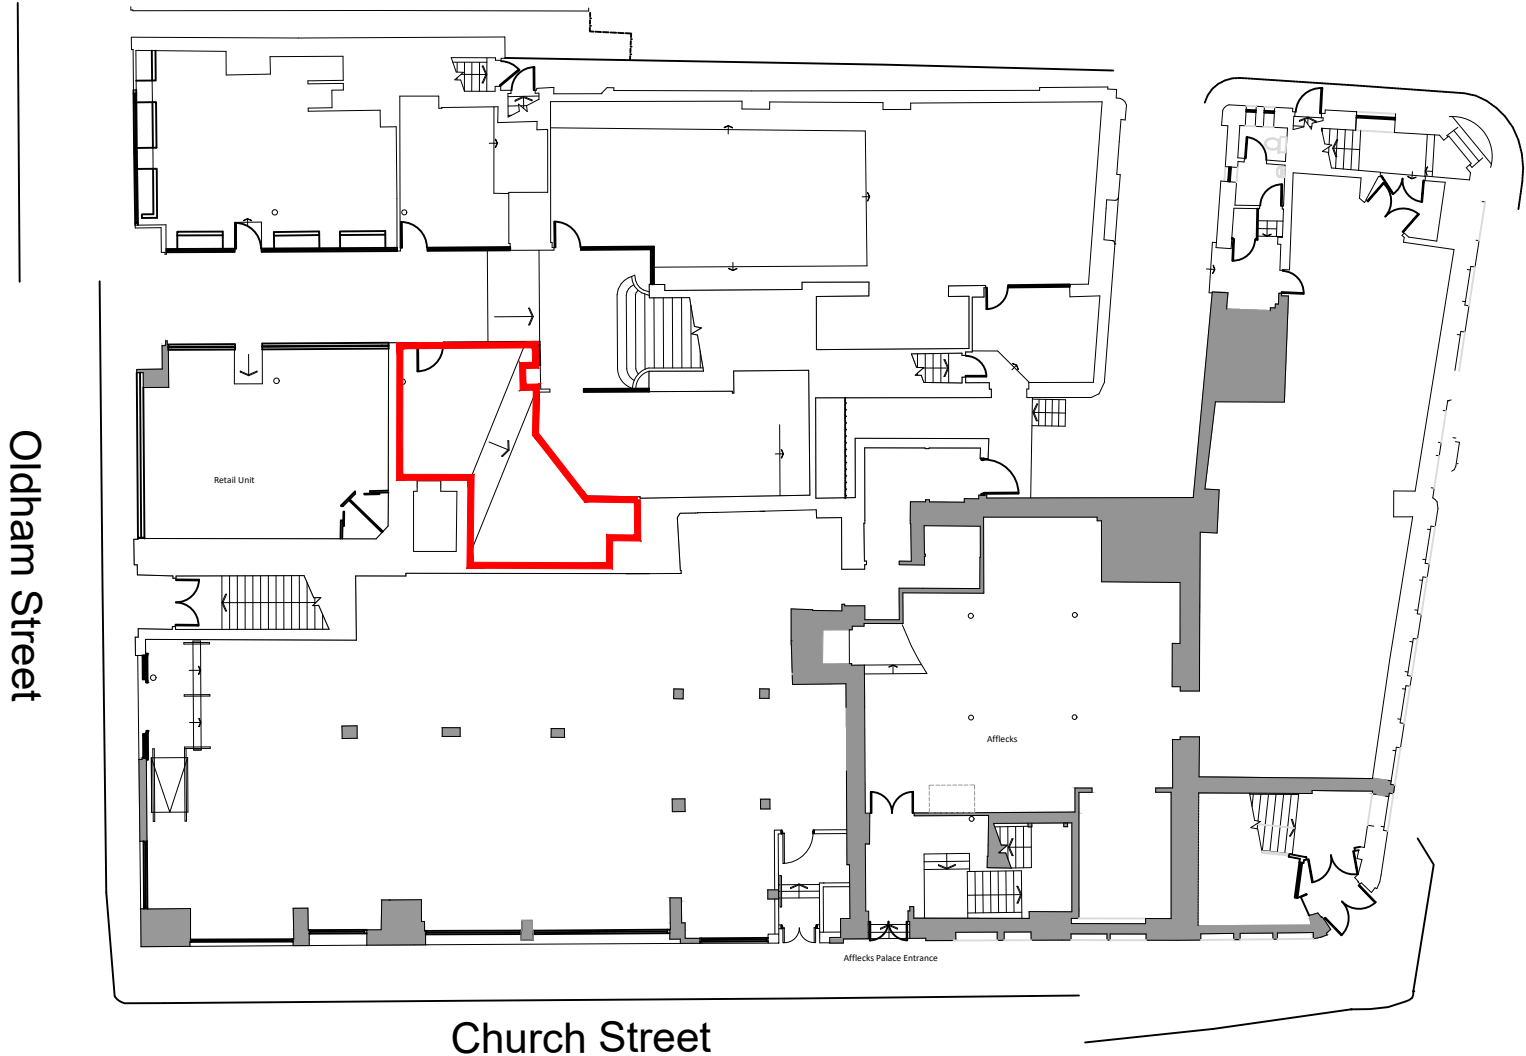 Oldham Street
Retail Unit
Afflecks
Afflecks Palace Entrance
Church Street